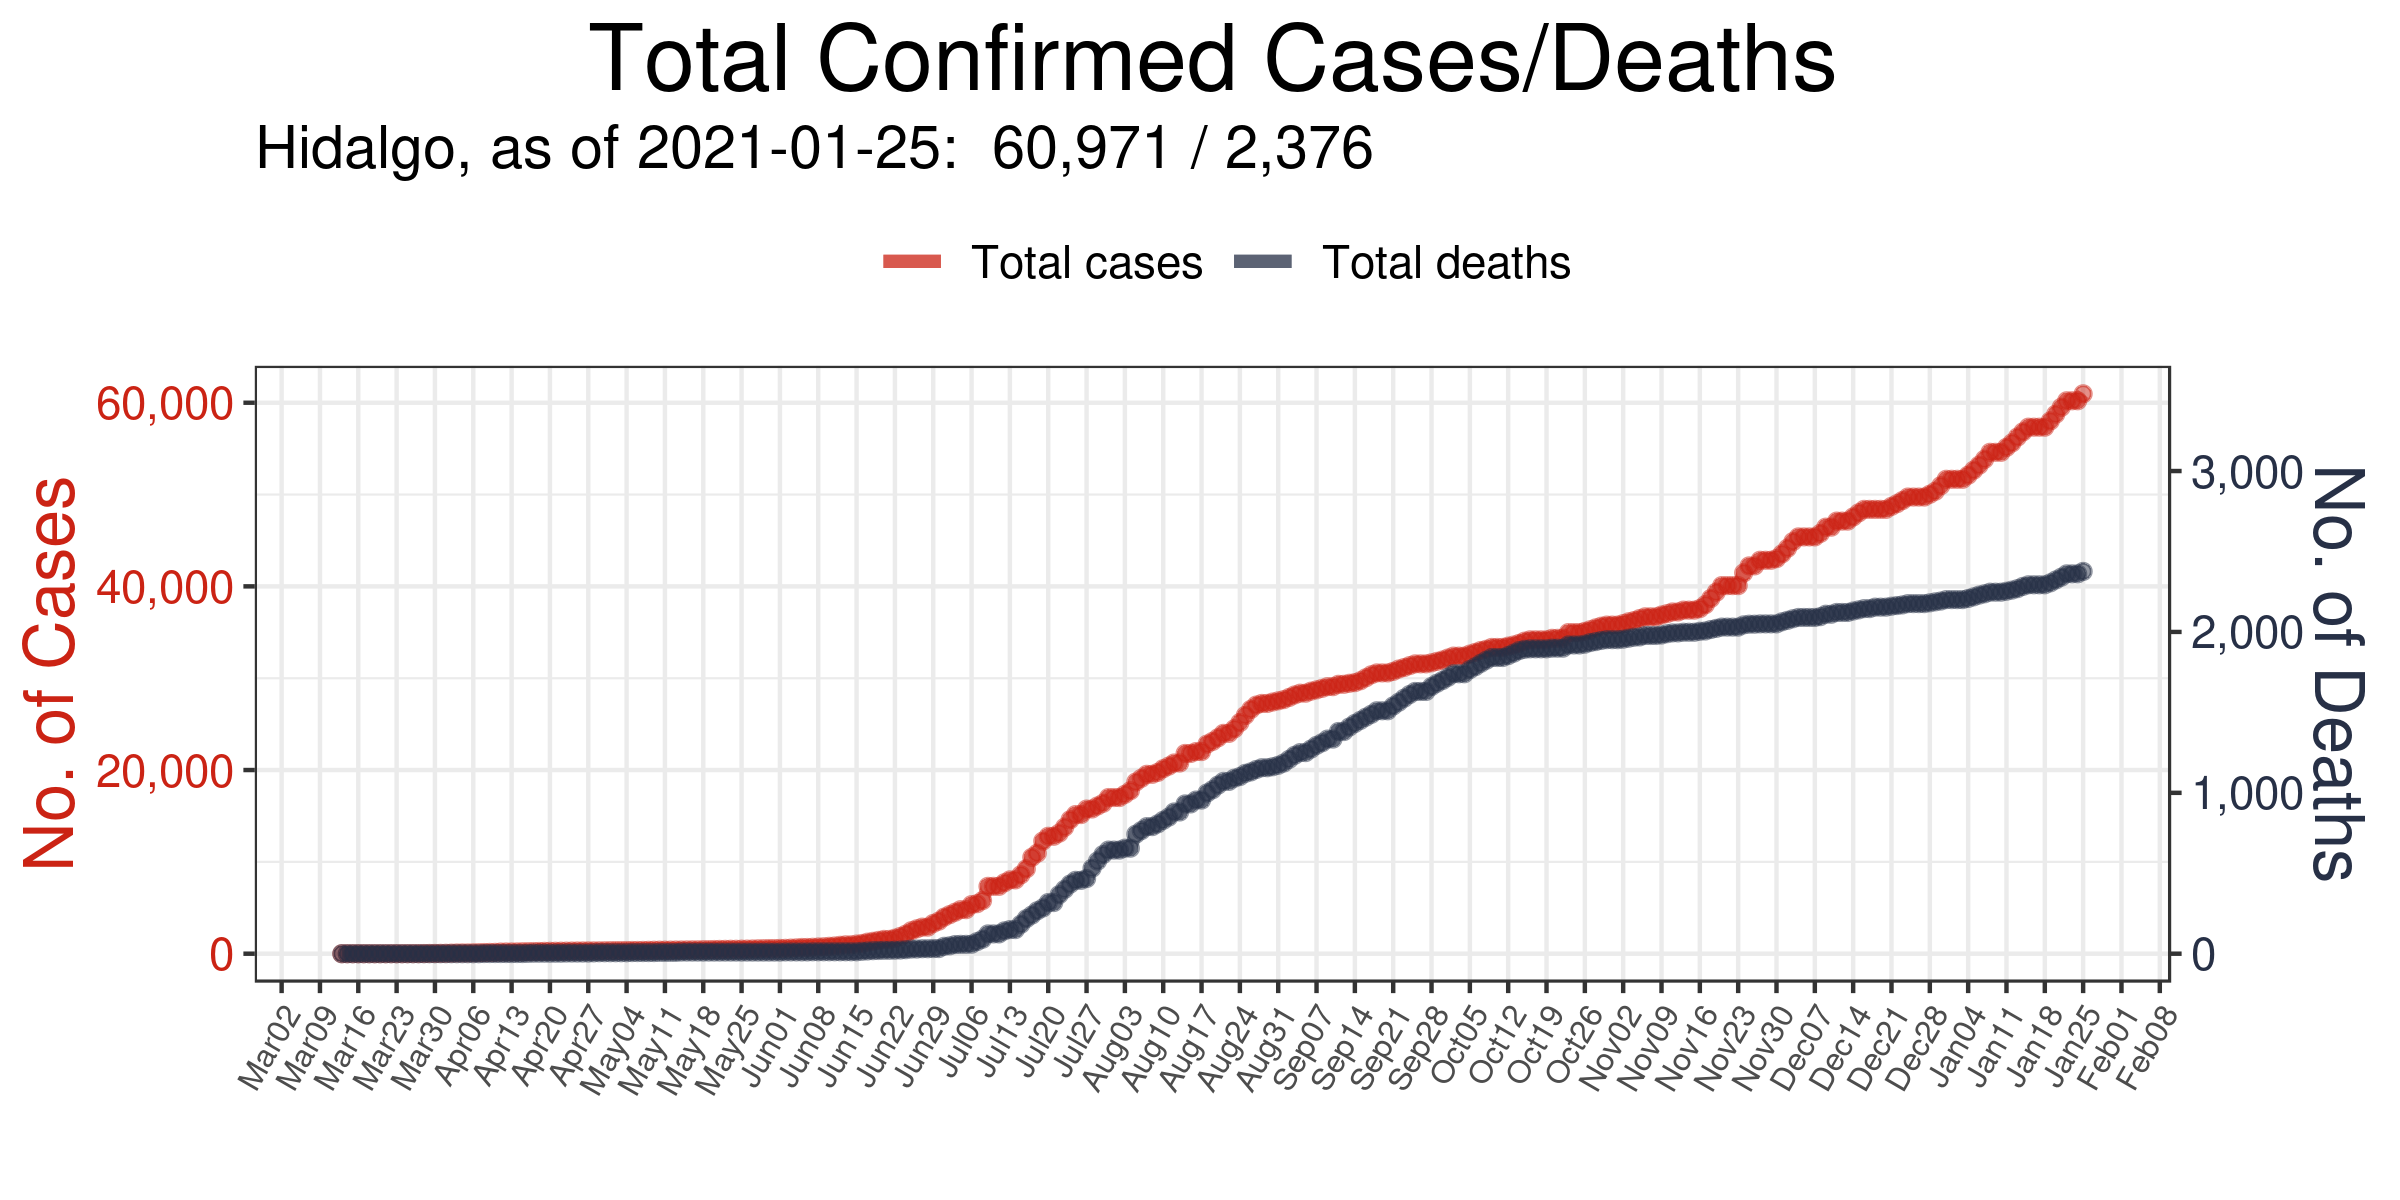 Total Confirmed Cases/Deaths
Hidalgo, as of 2021-01-25:  60,971 / 2,376
Total cases
Total deaths
No. of Cases
60,000
40,000
20,000
0
3,000
2,000
1,000
0
No. of Deaths
Mar02
Mar09
Mar16
Mar23
Mar30
Apr06
Apr13
Apr20
Apr27
May04
May11
May18
May25
Jun01
Jun08
Jun15
Jun22
Jun29
Jul06
Jul13
Jul20
Jul27
Aug03
Aug10
Aug17
Aug24
Aug31
Sep07
Sep14
Sep21
Sep28
Oct05
Oct12
Oct19
Oct26
Nov02
Nov09
Nov16
Nov23
Nov30
Dec07
Dec14
Dec21
Dec28
Jan04
Jan11
Jan18
Jan25
Feb01
Feb08